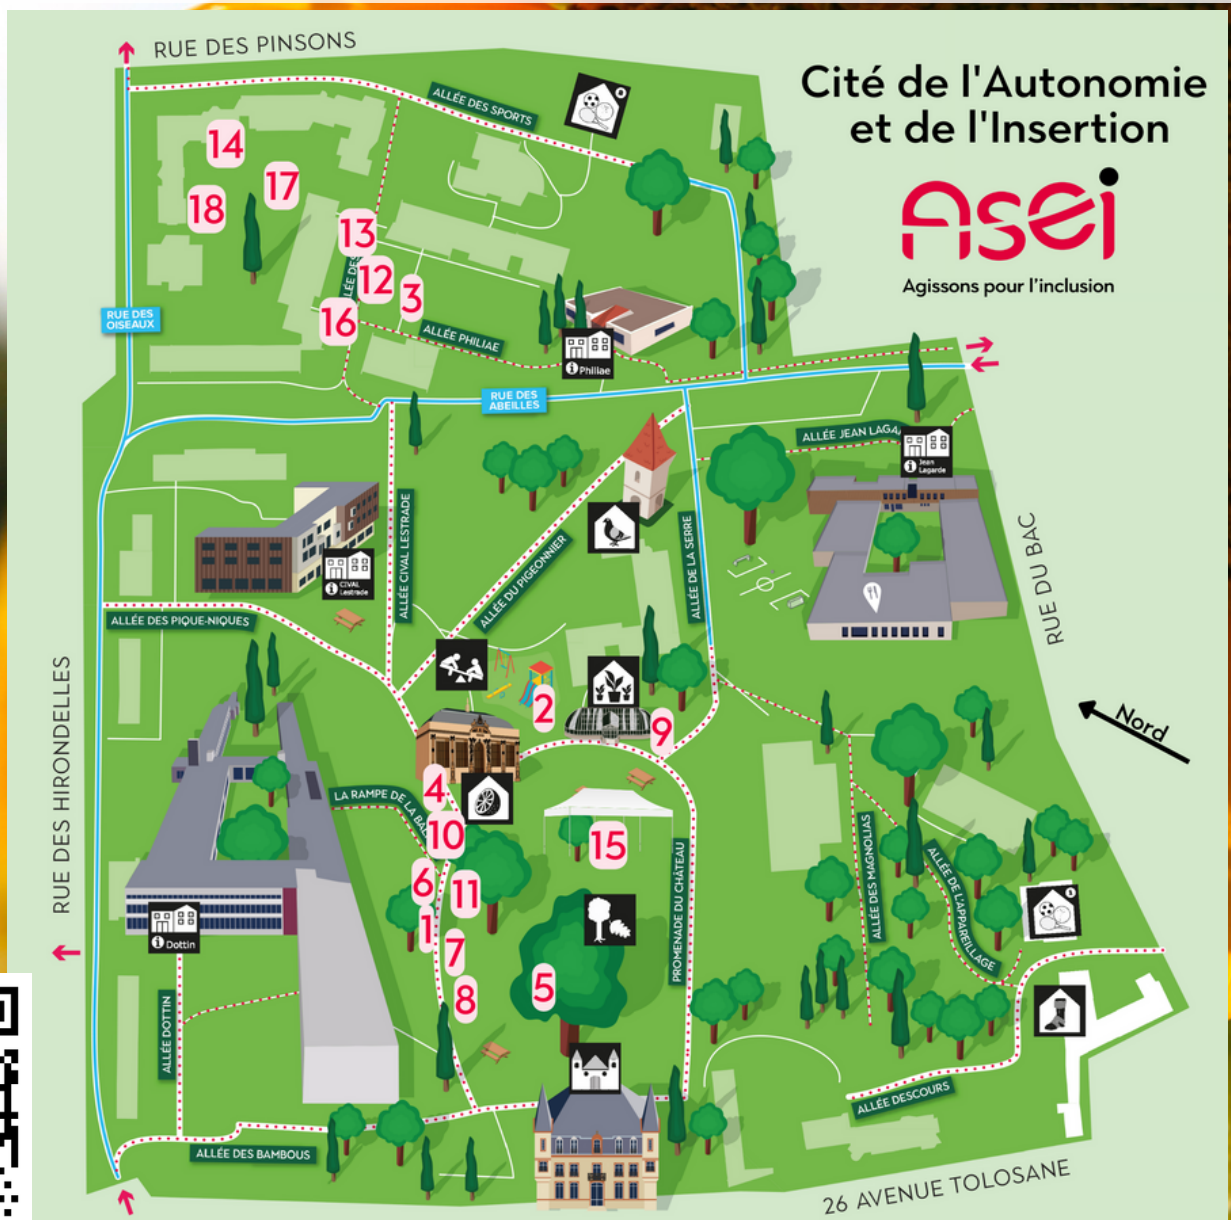 RUE DES PINSONS
Cité de l'Autonomie
et de l'Insertion
Asei
Agissons pour l'inclusion
ALLÉE DES SPORTS
14
17
18
13
ALLÉE DES
12
3
16
RUE DES
OISEAUX
ALLÉE PHILIAE
i Philiae
RUE DES
ABEILLES
ALLÉE JEAN LAGA
i Jean
Lagarde
ALLÉE CIVAL LESTRADE
ALLÉE DU PIGEONNIER
ALLÉE DE LA SERRE
i CIVAL
Lestrade
ALLÉE DES PIQUE-NIQUES
RUE DU BAC
RUE DES HIRONDELLES
2
9
Nord
4
LA RAMPE DE LA BAL
10
15
6
11
1
7
8
5
PROMENADE DU CHÂTEAU
ALLÉE DES MAGNOLIAS
ALLÉE DE L'APPAREILLAGE
i Dottin
ALLÉE DOTTIN
ALLÉE DESCOURS
ALLÉE DES BAMBOUS
26 AVENUE TOLOSANE